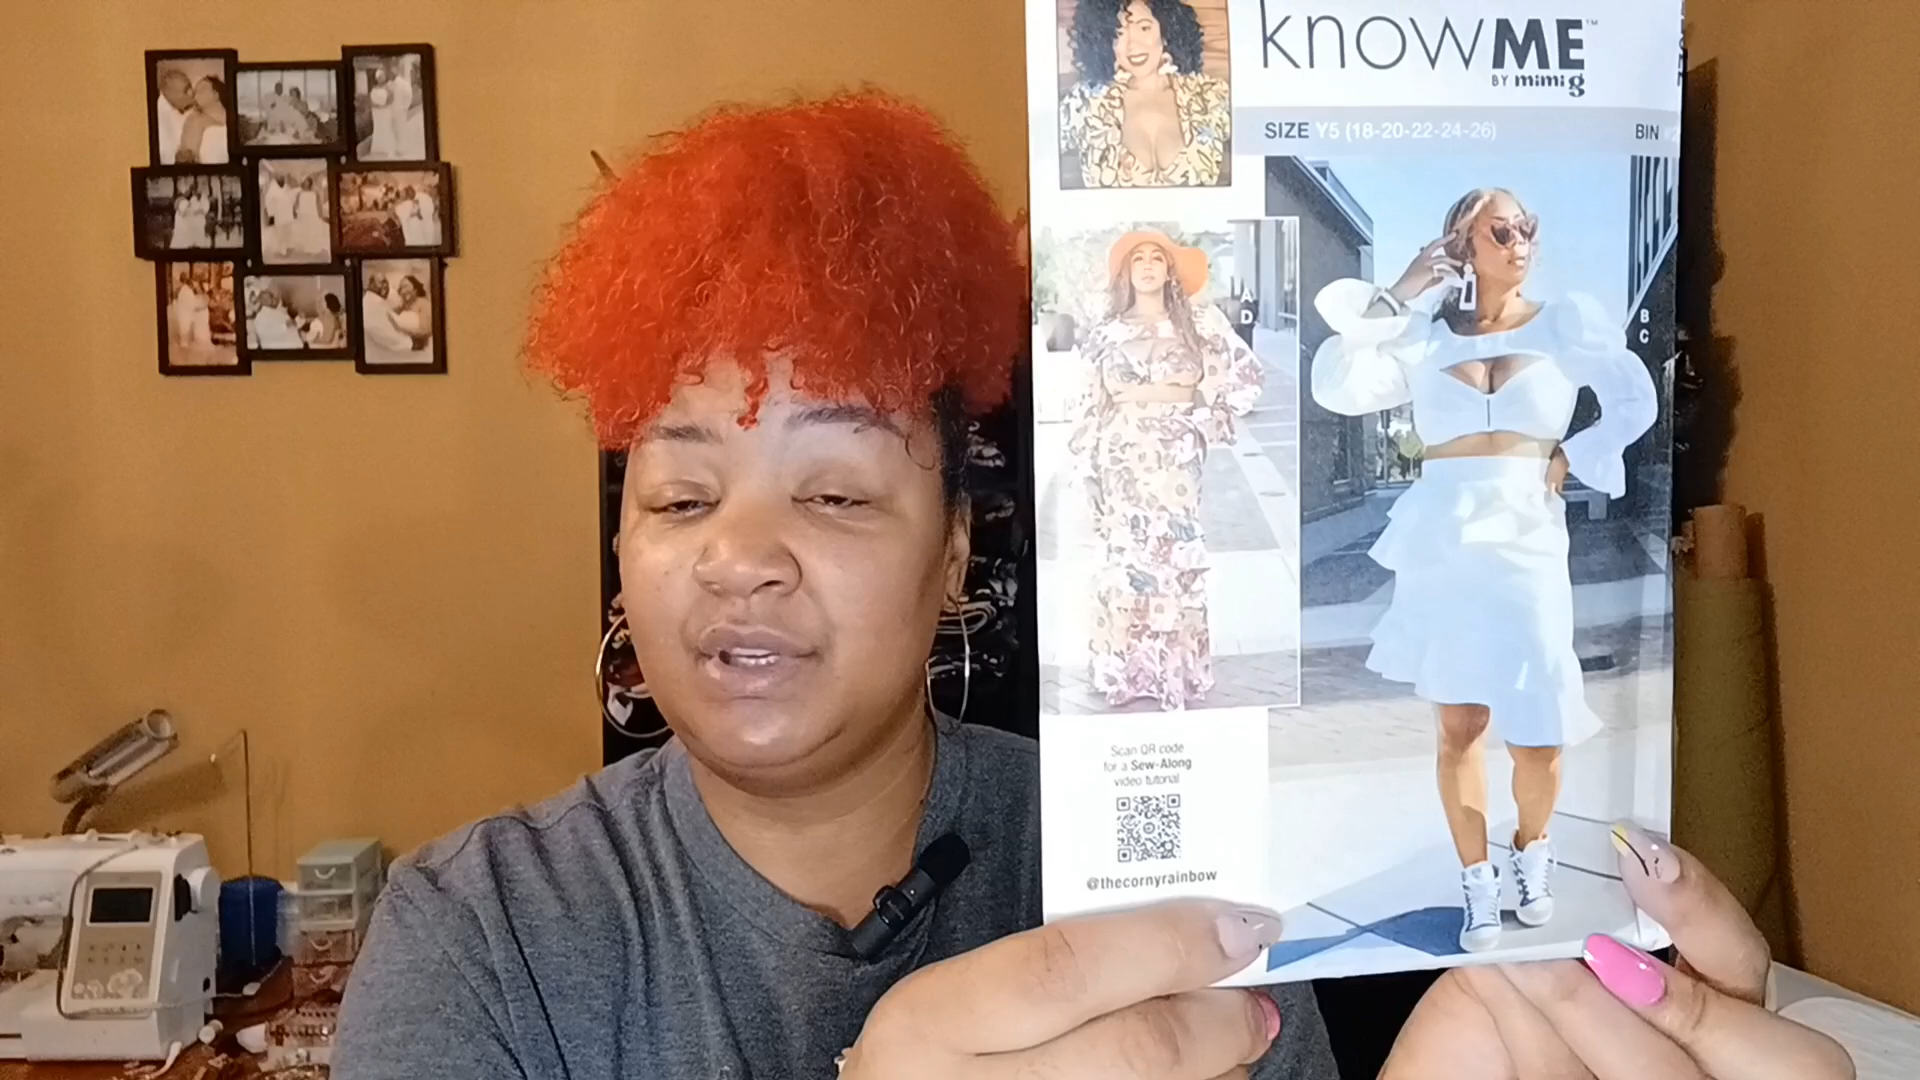 knowME™
BY mimi g
SIZE Y5 (18-20-22-24-26)
BIN
A
D
B
C
Scan QR code
for a Sew-Along
video tutorial
@thecornyrainbow